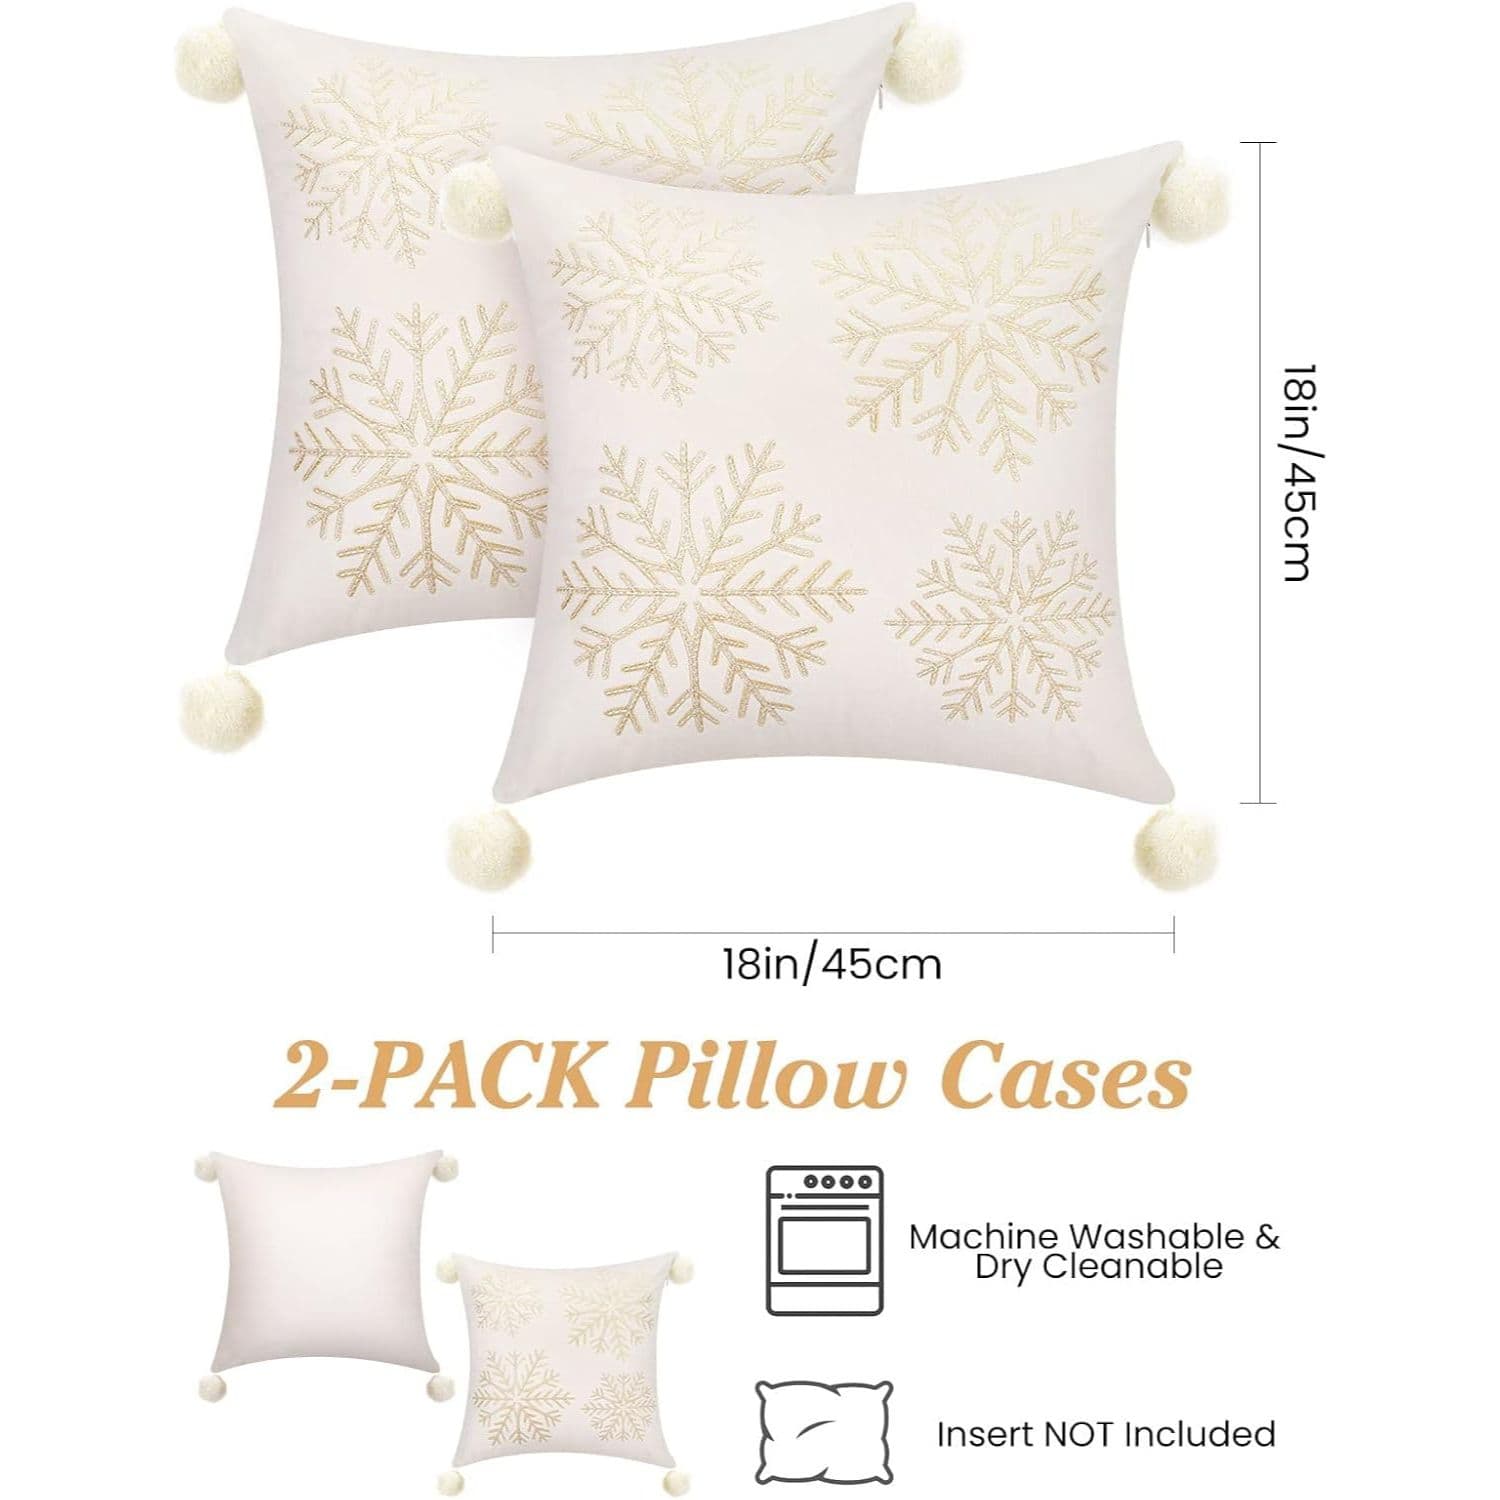 18in/45cm
18in/45cm
2-PACK Pillow Cases
Machine Washable &
Dry Cleanable
Insert NOT Included